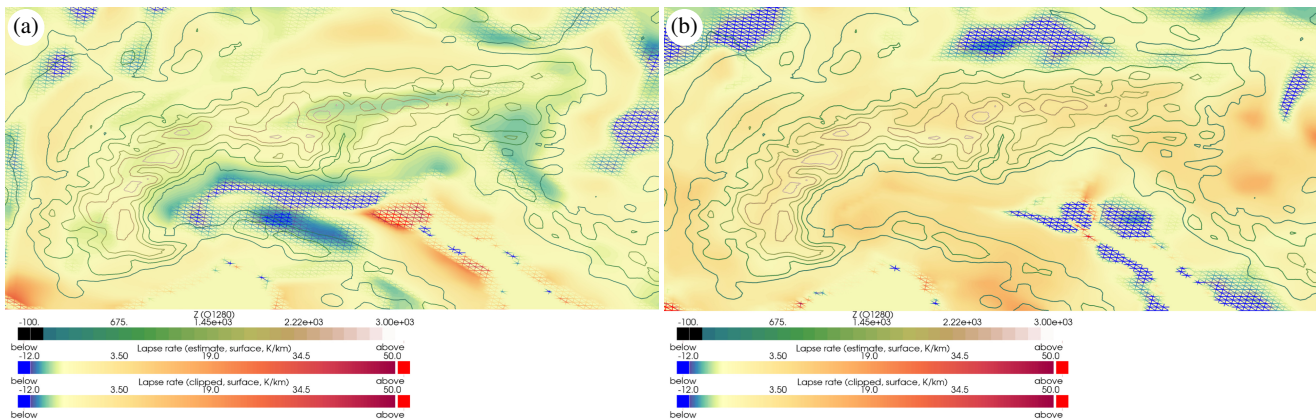 (a)
Z (O1280)
-100. 675. 1.45e+03 2.22e+03 3.00e+03
below Lapse rate (estimate, surface, K/km) above
-12.0 3.50 19.0 34.5 50.0
below Lapse rate (clipped, surface, K/km) above
-12.0 3.50 19.0 34.5 50.0
below above
(b)
Z (O1280)
-100. 675. 1.45e+03 2.22e+03 3.00e+03
below Lapse rate (estimate, surface, K/km) above
-12.0 3.50 19.0 34.5 50.0
below Lapse rate (clipped, surface, K/km) above
-12.0 3.50 19.0 34.5 50.0
below above